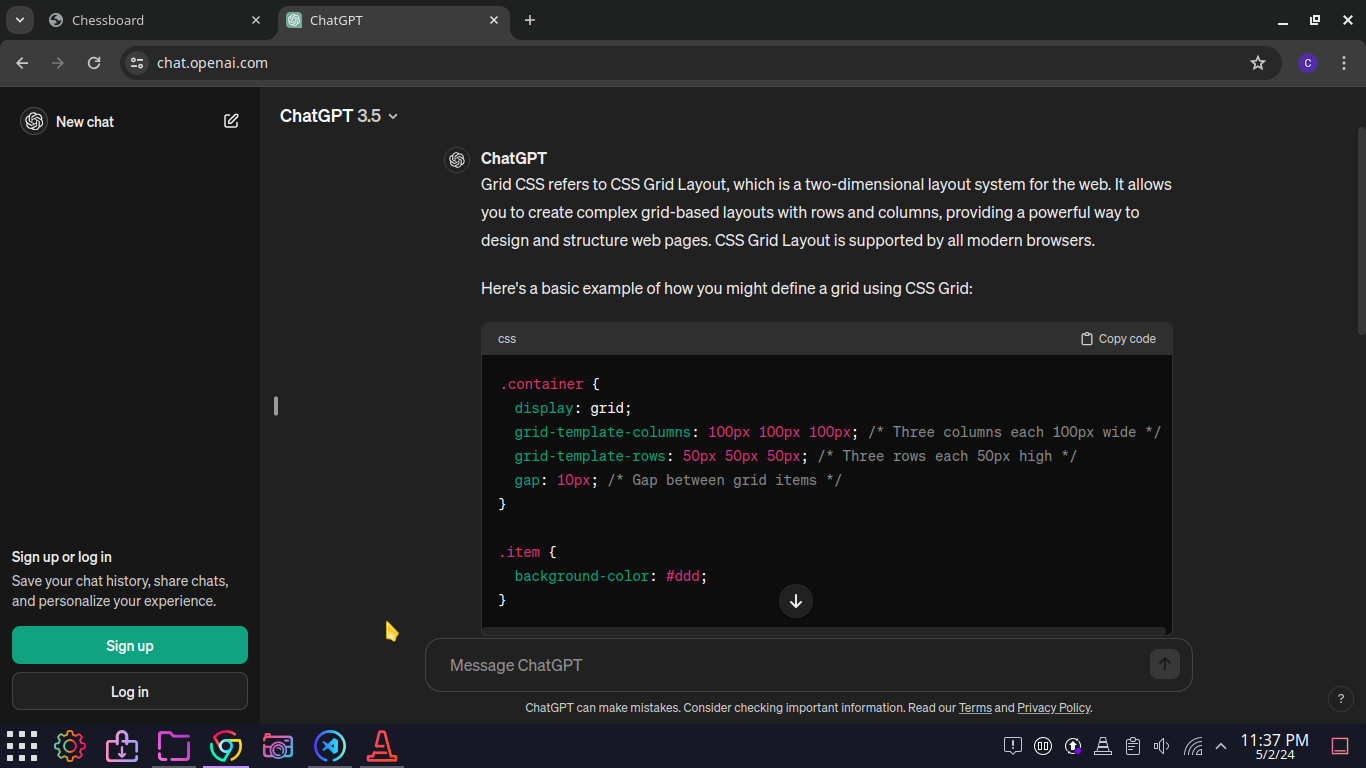 Chessboard
ChatGPT
chat.openai.com
C
New chat
ChatGPT 3.5
ChatGPT
Grid CSS refers to CSS Grid Layout, which is a two-dimensional layout system for the web. It allows
you to create complex grid-based layouts with rows and columns, providing a powerful way to
design and structure web pages. CSS Grid Layout is supported by all modern browsers.
Here's a basic example of how you might define a grid using CSS Grid:
css
Copy code
.container {
display: grid;
grid-template-columns: 100px 100px 100px; /* Three columns each 100px wide */
grid-template-rows: 50px 50px 50px; /* Three rows each 50px high */
gap: 10px; /* Gap between grid items */
}
.item {
background-color: #ddd;
}
Sign up or log in
Save your chat history, share chats,
and personalize your experience.
Sign up
Log in
Message ChatGPT
ChatGPT can make mistakes. Consider checking important information. Read our Terms and Privacy Policy.
?
11:37 PM
5/2/24